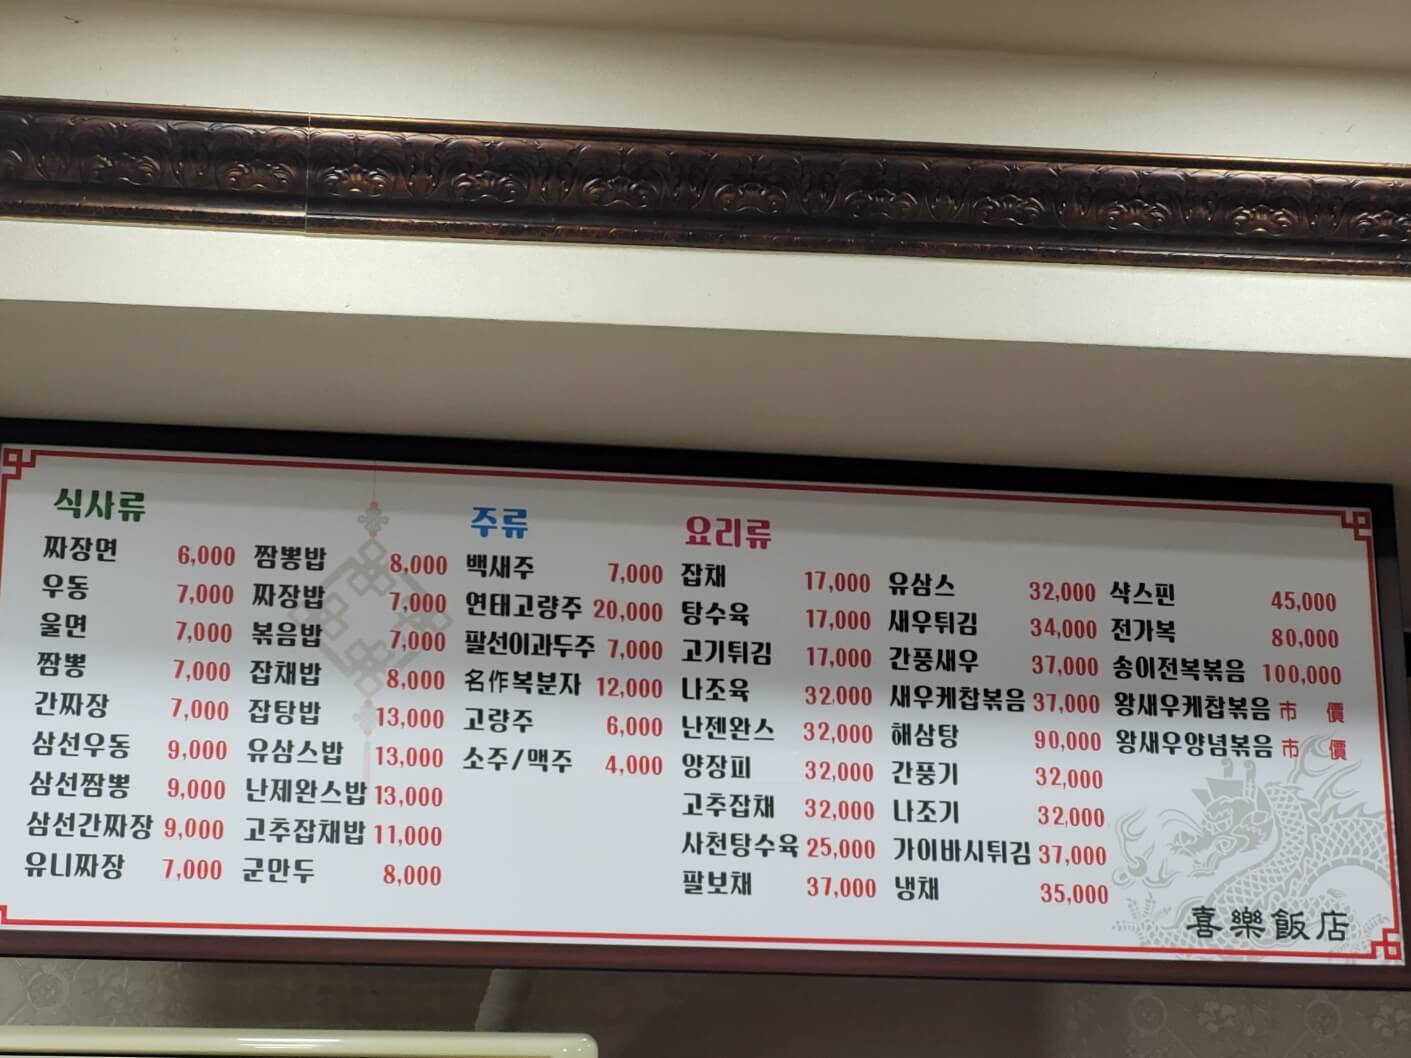 식사류
짜장면 6,000
우동 7,000
울면 7,000
짬뽕 7,000
간짜장 7,000
삼선우동 9,000
삼선짬뽕 9,000
삼선간짜장 9,000
유니짜장 7,000
짬뽕밥 8,000
짜장밥 7,000
볶음밥 7,000
잡채밥 8,000
잡탕밥 13,000
유삼스밥 13,000
난제완스밥 13,000
고추잡채밥 11,000
군만두 8,000
주류
백새주 7,000
연태고량주 20,000
팔선이과두주 7,000
名作복분자 12,000
고량주 6,000
소주/맥주 4,000
요리류
잡채 17,000
탕수육 17,000
고기튀김 17,000
나조육 32,000
난젠완스 32,000
양장피 32,000
고추잡채 32,000
사천탕수육 25,000
팔보채 37,000
유삼스 32,000
새우튀김 34,000
간풍새우 37,000
새우케찹볶음 37,000
해삼탕 90,000
간풍기 32,000
나조기 32,000
가이바시튀김 37,000
냉채 35,000
샥스핀 45,000
전가복 80,000
송이전복볶음 100,000
왕새우케찹볶음 市 價
왕새우양념볶음 市 價
喜樂飯店